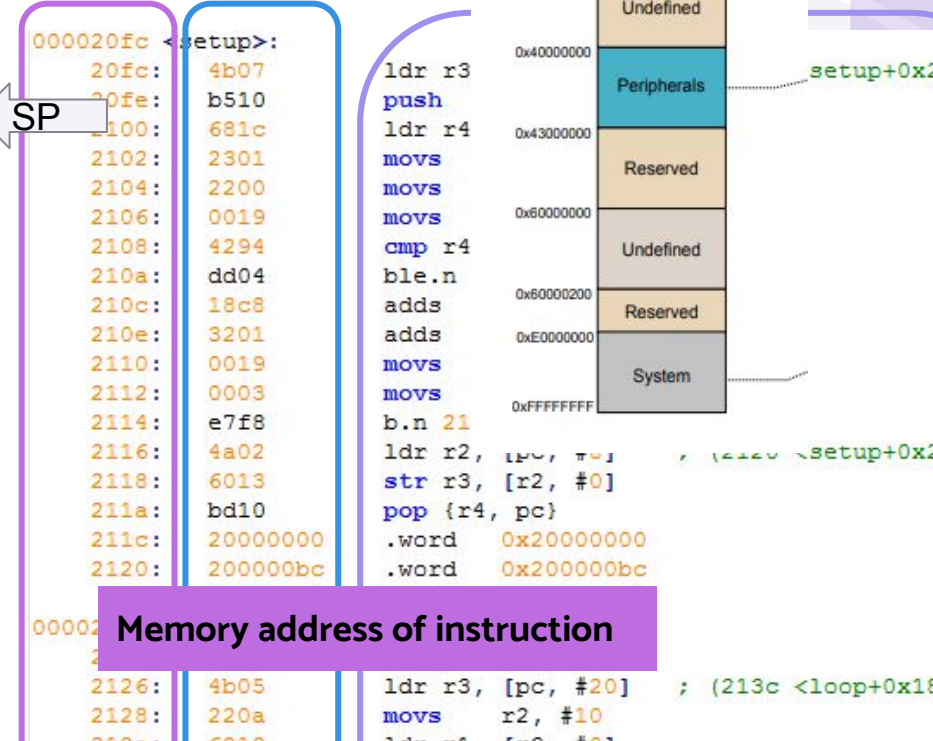 Undefined
0x40000000
Peripherals
0x43000000
Reserved
0x60000000
Undefined
0x60000200
Reserved
0xE0000000
System
0xFFFFFFFF
SP
000020fc <setup>:
20fc: 4b07 ldr r3 setup+0x2
20fe: b510 push
2100: 681c ldr r4
2102: 2301 movs
2104: 2200 movs
2106: 0019 movs
2108: 4294 cmp r4
210a: dd04 ble.n
210c: 18c8 adds
210e: 3201 adds
2110: 0019 movs
2112: 0003 movs
2114: e7f8 b.n 21
2116: 4a02 ldr r2, <setup+0x2
2118: 6013 str r3, [r2, #0]
211a: bd10 pop {r4, pc}
211c: 20000000 .word 0x20000000
2120: 200000bc .word 0x200000bc
00002
Memory address of instruction
2126: 4b05 ldr r3, [pc, #20] ; (213c <loop+0x18
2128: 220a movs r2, #10